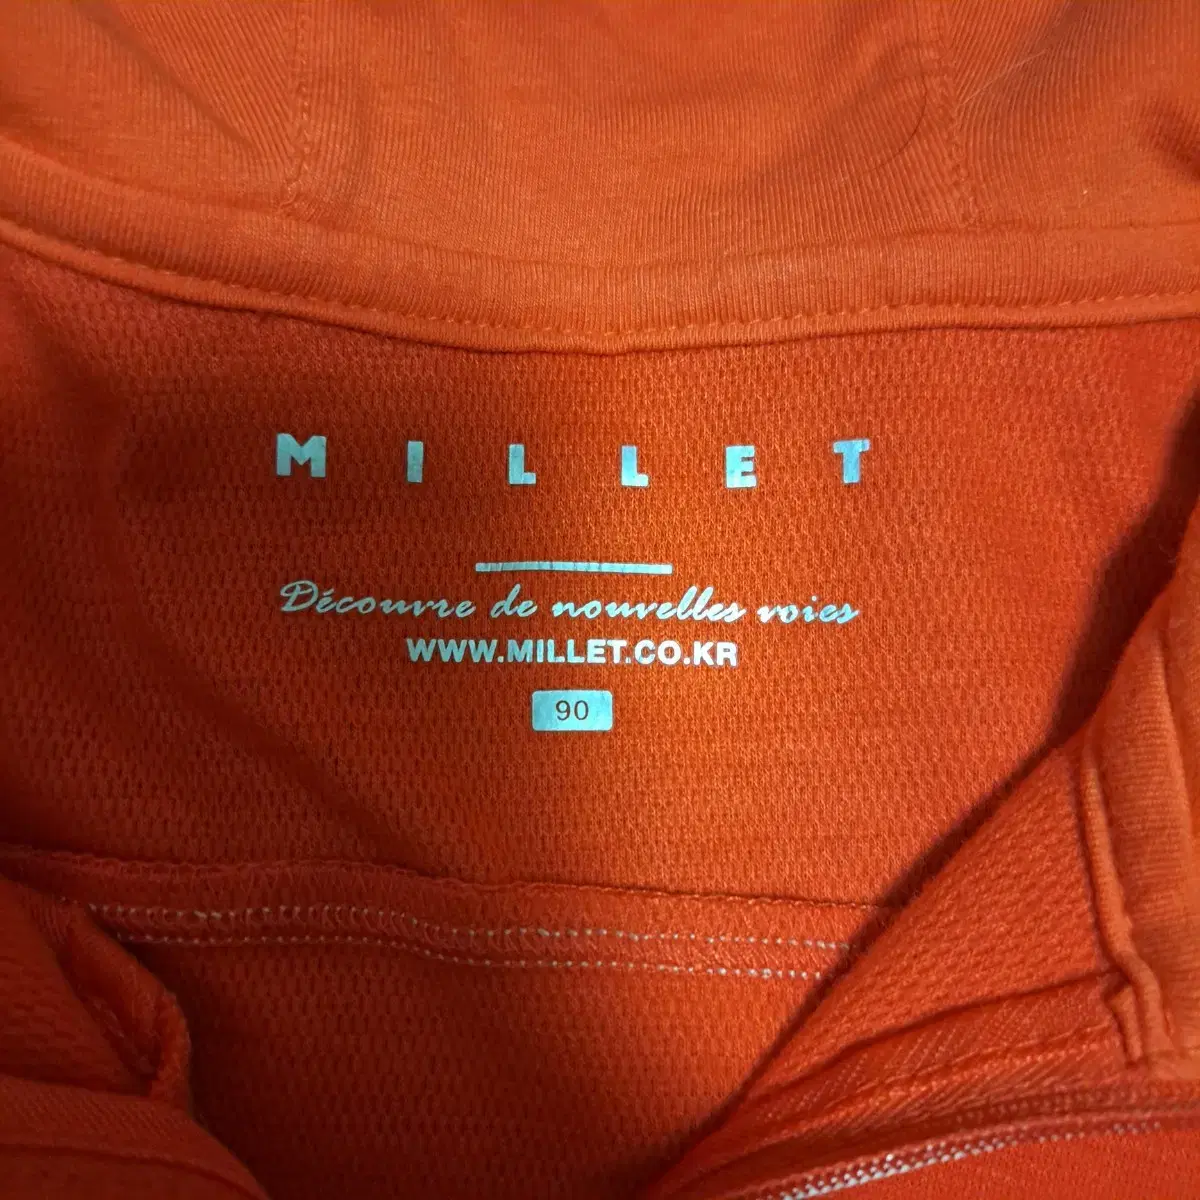 MILLET
Découvre de nouvelles voies
WWW.MILLET.CO.KR
90